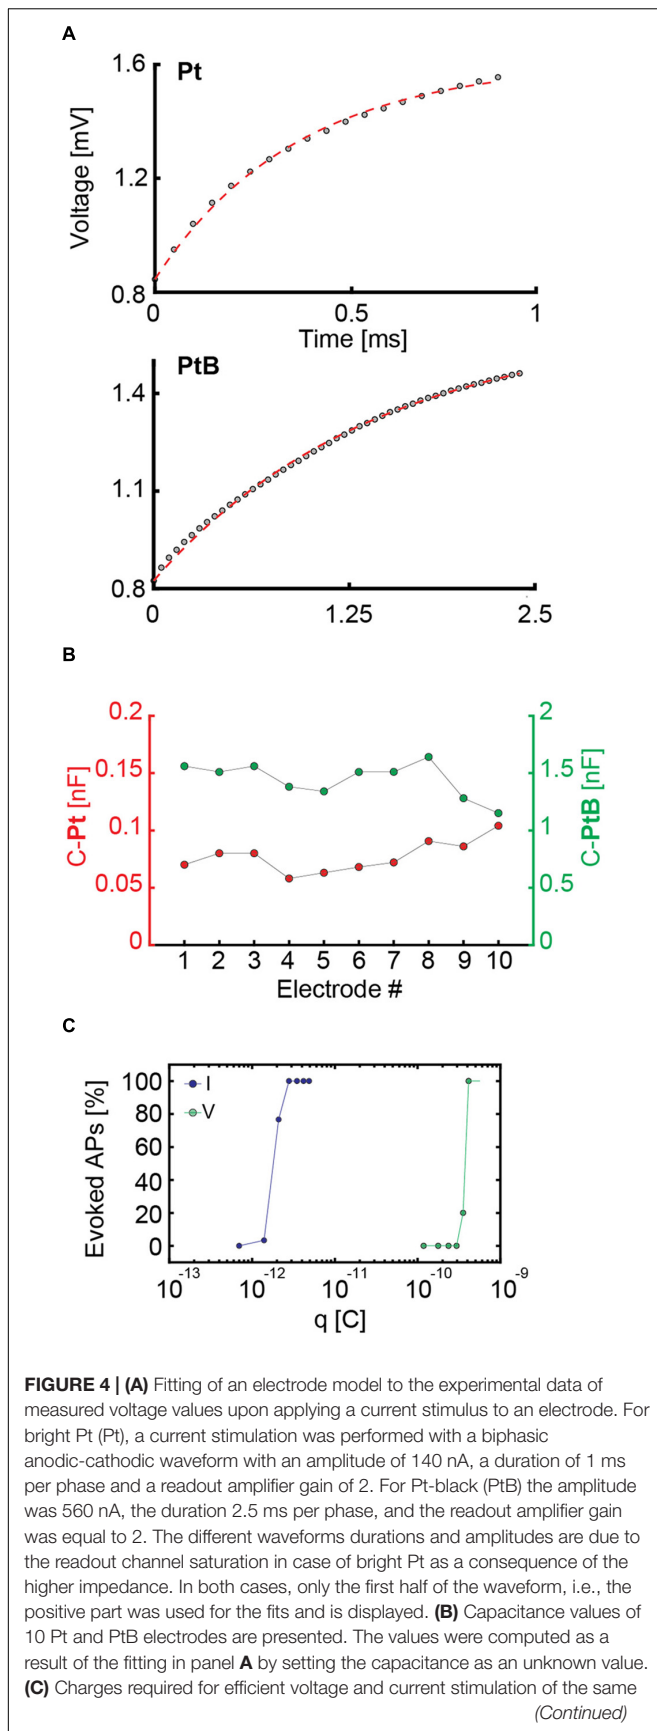 A
Pt
1.6
1.2
0.8
Voltage [mV]
0
0.5
1
Time [ms]
PtB
1.4
1.1
0.8
0
1.25
2.5
B
0.2
0.15
0.1
0.05
0
C-Pt [nF]
2
1.5
1
0.5
0
C-PtB [nF]
1 2 3 4 5 6 7 8 9 10
Electrode #
C
I
V
100
80
60
40
20
0
Evoked APs [%]
10⁻¹³ 10⁻¹² 10⁻¹¹ 10⁻¹⁰ 10⁻⁹
q [C]
FIGURE 4 | (A) Fitting of an electrode model to the experimental data of
measured voltage values upon applying a current stimulus to an electrode. For
bright Pt (Pt), a current stimulation was performed with a biphasic
anodic-cathodic waveform with an amplitude of 140 nA, a duration of 1 ms
per phase and a readout amplifier gain of 2. For Pt-black (PtB) the amplitude
was 560 nA, the duration 2.5 ms per phase, and the readout amplifier gain
was equal to 2. The different waveforms durations and amplitudes are due to
the readout channel saturation in case of bright Pt as a consequence of the
higher impedance. In both cases, only the first half of the waveform, i.e., the
positive part was used for the fits and is displayed. (B) Capacitance values of
10 Pt and PtB electrodes are presented. The values were computed as a
result of the fitting in panel A by setting the capacitance as an unknown value.
(C) Charges required for efficient voltage and current stimulation of the same
(Continued)